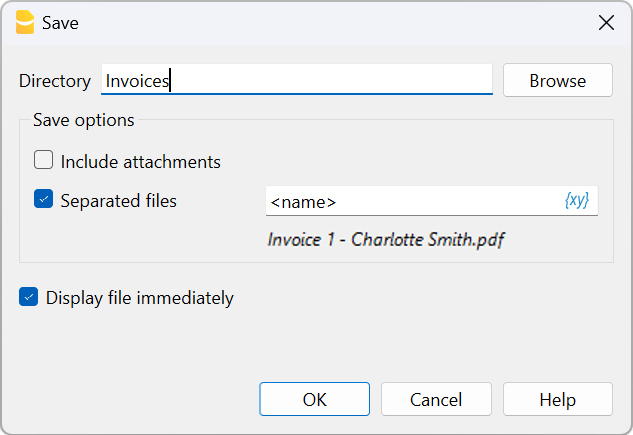 Save
Directory Invoices Browse
Save options
Include attachments
Separated files <name> {xy}
Invoice 1 - Charlotte Smith.pdf
Display file immediately
OK Cancel Help